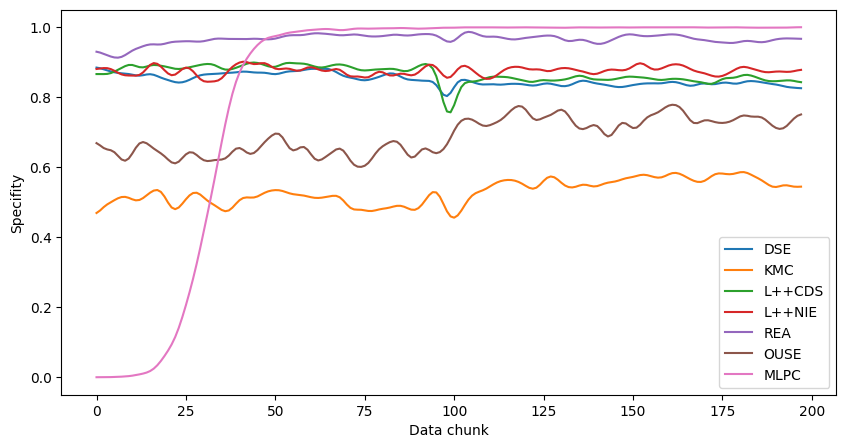 1.0
0.8
0.6
0.4
0.2
0.0
Specifity
0
25
50
75
100
125
150
175
200
Data chunk
DSE
KMC
L++CDS
L++NIE
REA
OUSE
MLPC